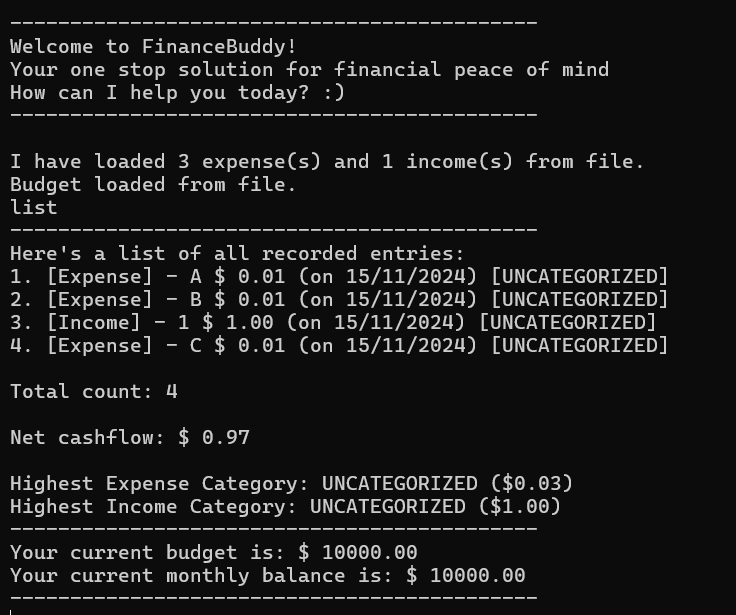 --------------------------------------------
Welcome to FinanceBuddy!
Your one stop solution for financial peace of mind
How can I help you today? :)
--------------------------------------------
I have loaded 3 expense(s) and 1 income(s) from file.
Budget loaded from file.
list
--------------------------------------------
Here's a list of all recorded entries:
1. [Expense] - A $ 0.01 (on 15/11/2024) [UNCATEGORIZED]
2. [Expense] - B $ 0.01 (on 15/11/2024) [UNCATEGORIZED]
3. [Income] - 1 $ 1.00 (on 15/11/2024) [UNCATEGORIZED]
4. [Expense] - C $ 0.01 (on 15/11/2024) [UNCATEGORIZED]
Total count: 4
Net cashflow: $ 0.97
Highest Expense Category: UNCATEGORIZED ($0.03)
Highest Income Category: UNCATEGORIZED ($1.00)
--------------------------------------------
Your current budget is: $ 10000.00
Your current monthly balance is: $ 10000.00
--------------------------------------------